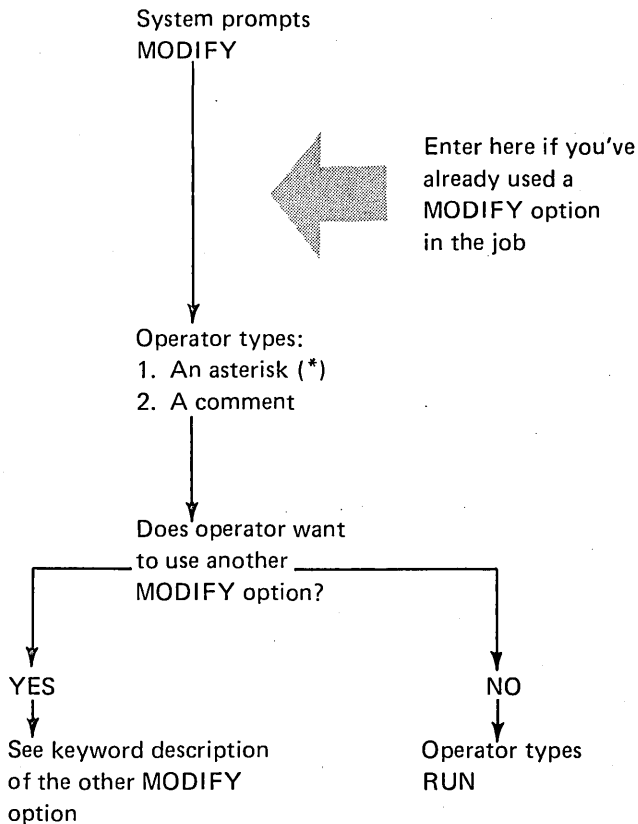 System prompts
MODIFY
Enter here if you've
already used a
MODIFY option
in the job
Operator types:
1. An asterisk (*)
2. A comment
Does operator want
to use another
MODIFY option?
YES
NO
See keyword description
of the other MODIFY
option
Operator types
RUN